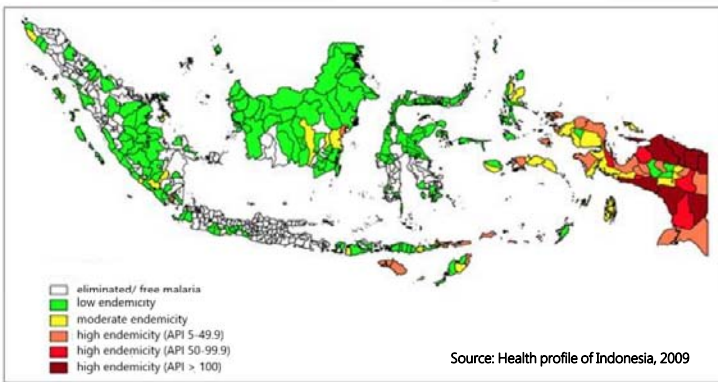 eliminated/ free malaria
low endemicity
moderate endemicity
high endemicity (API 5-49.9)
high endemicity (API 50-99.9)
high endemicity (API > 100)
Source: Health profile of Indonesia, 2009